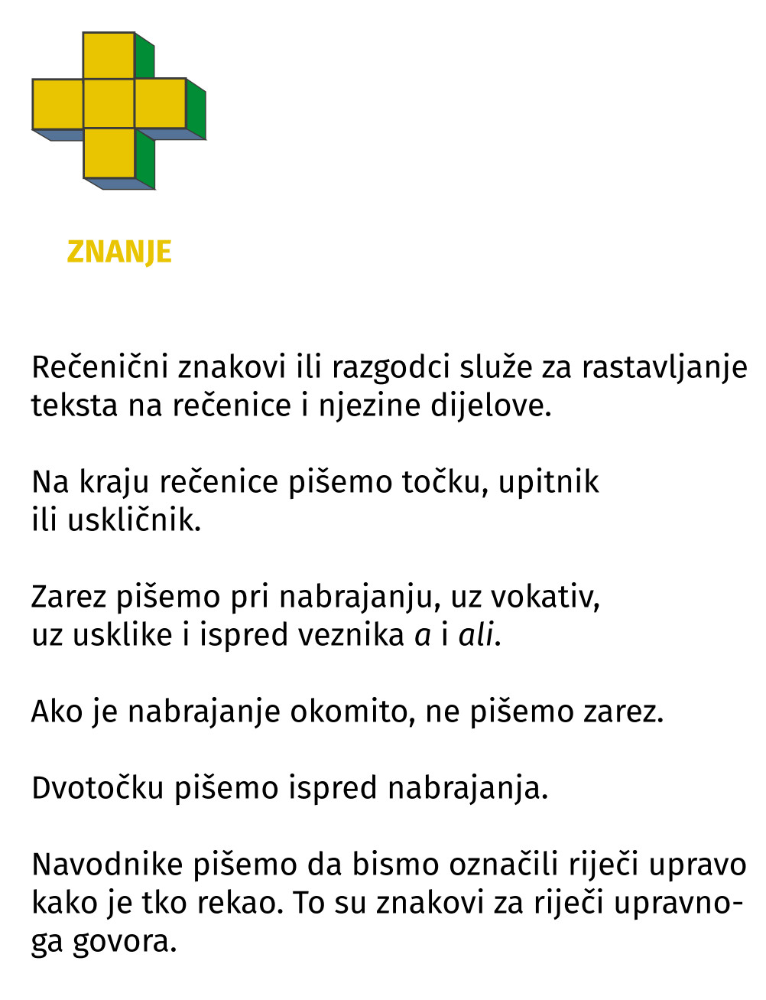 ZNANJE
Rečenični znakovi ili razgodci služe za rastavljanje
teksta na rečenice i njezine dijelove.
Na kraju rečenice pišemo točku, upitnik
ili uskličnik.
Zarez pišemo pri nabrajanju, uz vokativ,
uz usklike i ispred veznika a i ali.
Ako je nabrajanje okomito, ne pišemo zarez.
Dvotočku pišemo ispred nabrajanja.
Navodnike pišemo da bismo označili riječi upravo
kako je tko rekao. To su znakovi za riječi upravno-
ga govora.